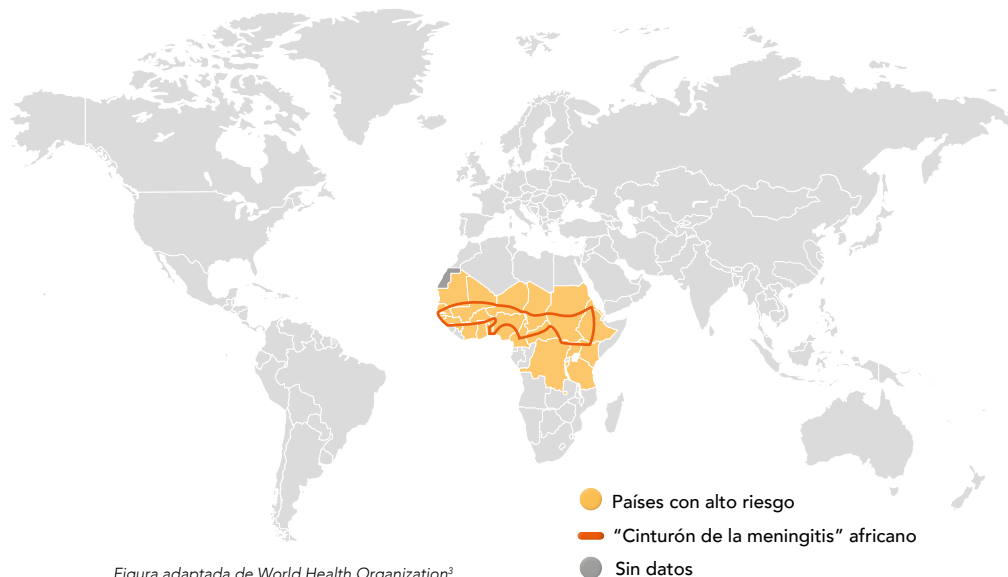 Países con alto riesgo
“Cinturón de la meningitis” africano
Sin datos
Figura adaptada de World Health Organization³